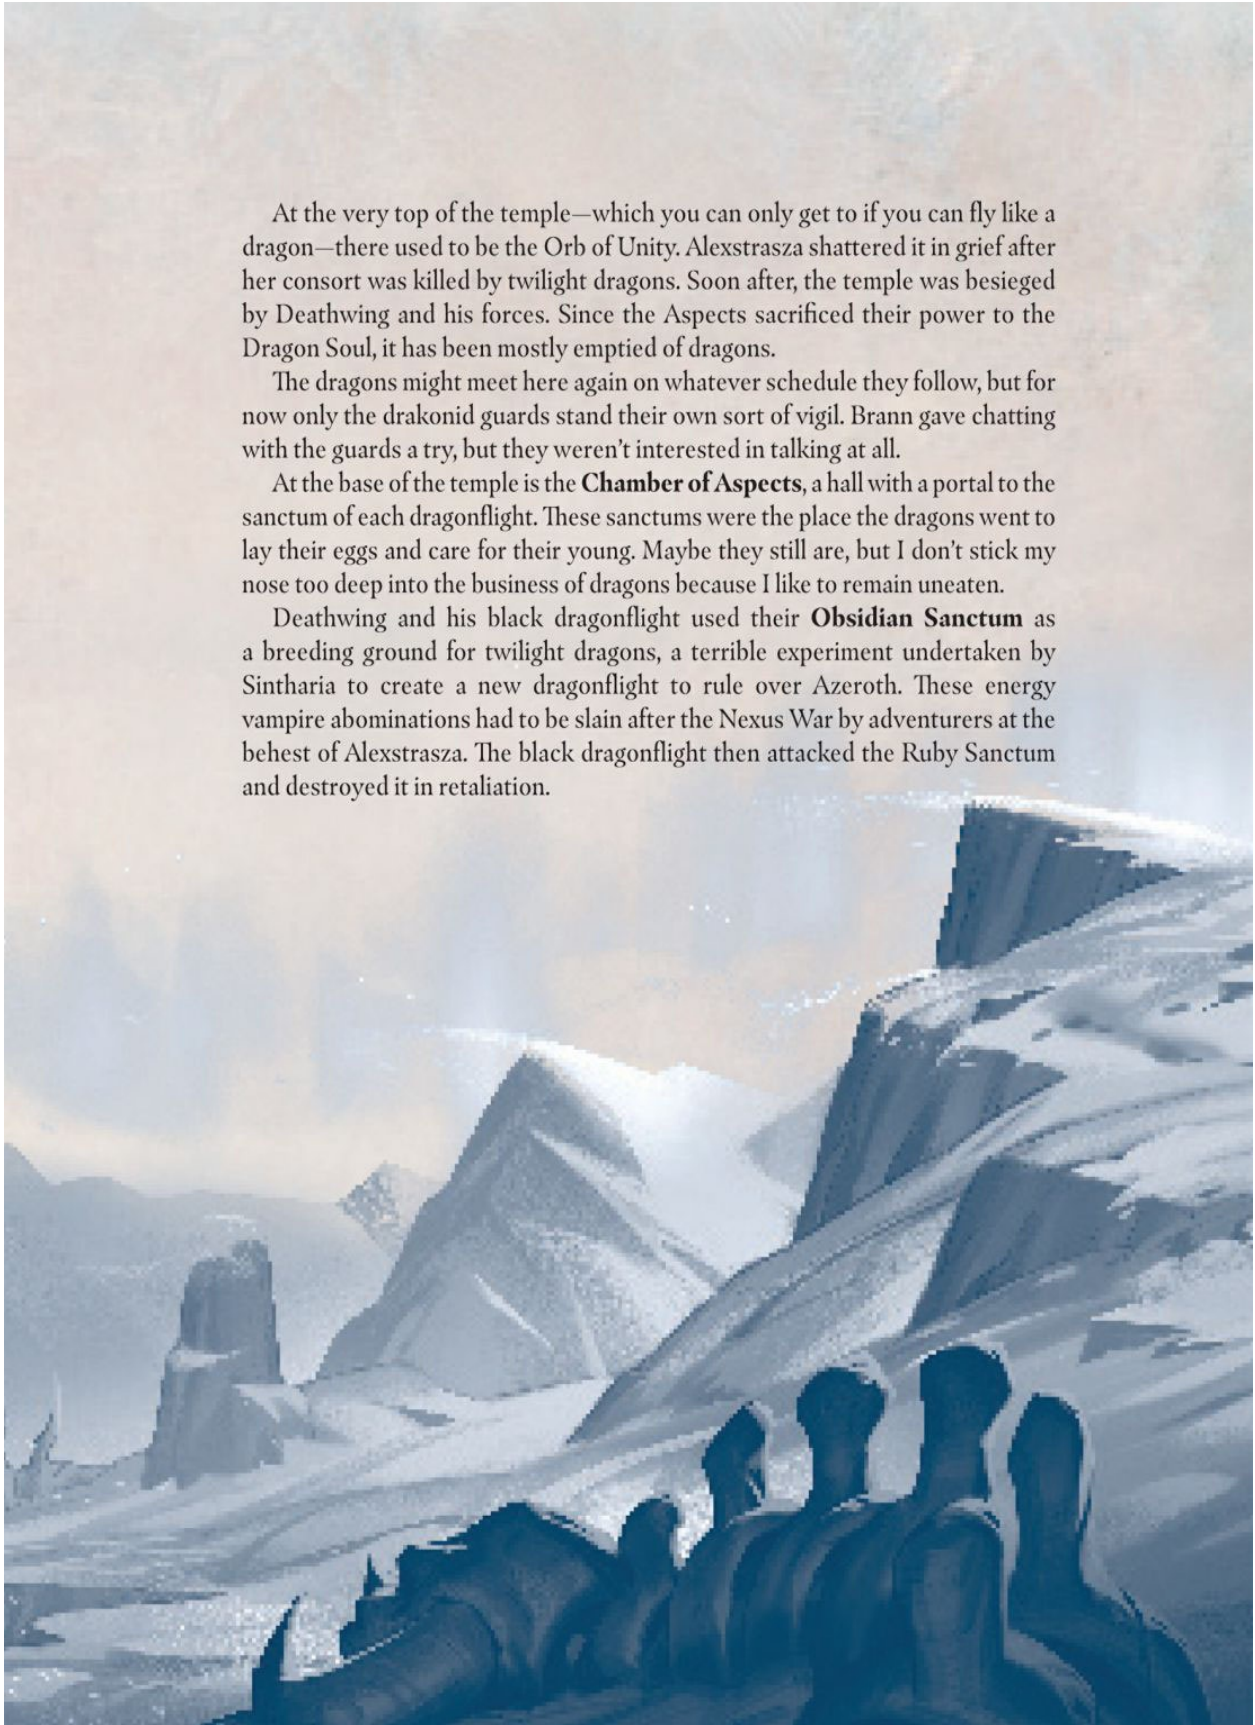 At the very top of the temple—which you can only get to if you can fly like a
dragon—there used to be the Orb of Unity. Alexstrasza shattered it in grief after
her consort was killed by twilight dragons. Soon after, the temple was besieged
by Deathwing and his forces. Since the Aspects sacrificed their power to the
Dragon Soul, it has been mostly emptied of dragons.
The dragons might meet here again on whatever schedule they follow, but for
now only the drakonid guards stand their own sort of vigil. Brann gave chatting
with the guards a try, but they weren’t interested in talking at all.
At the base of the temple is the Chamber of Aspects, a hall with a portal to the
sanctum of each dragonflight. These sanctums were the place the dragons went to
lay their eggs and care for their young. Maybe they still are, but I don’t stick my
nose too deep into the business of dragons because I like to remain uneaten.
Deathwing and his black dragonflight used their Obsidian Sanctum as
a breeding ground for twilight dragons, a terrible experiment undertaken by
Sintharia to create a new dragonflight to rule over Azeroth. These energy
vampire abominations had to be slain after the Nexus War by adventurers at the
behest of Alexstrasza. The black dragonflight then attacked the Ruby Sanctum
and destroyed it in retaliation.